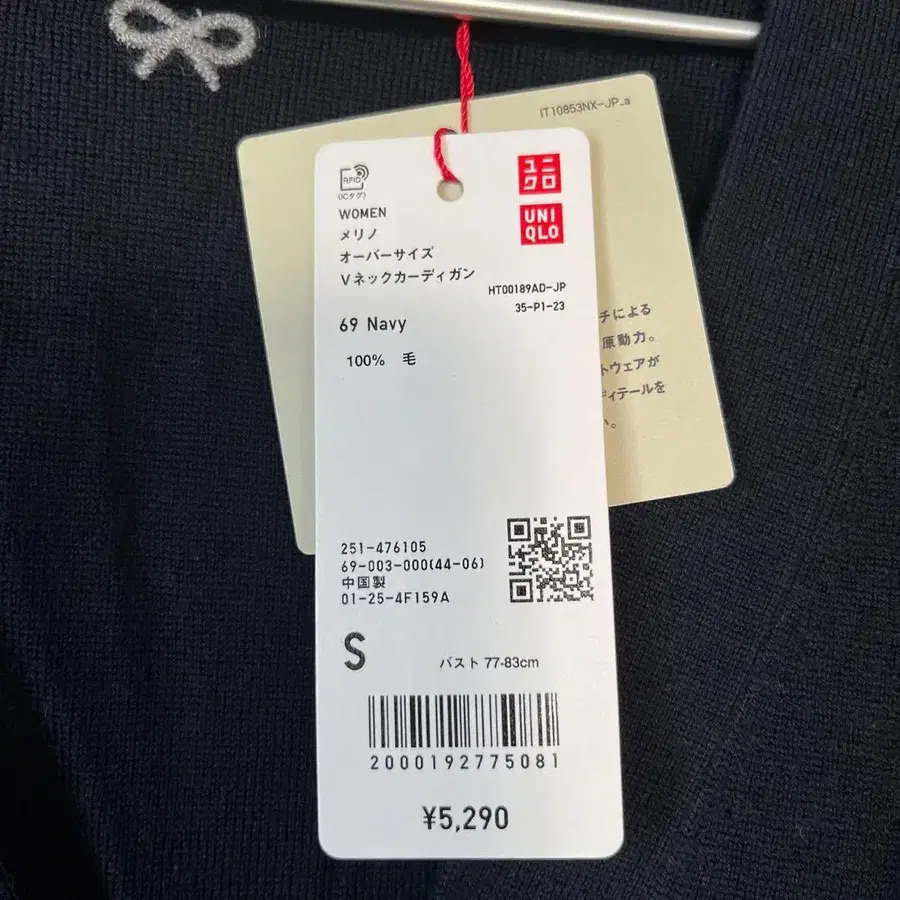 IT10853NX-JP_a
RFID
(ICタグ)
ユニ
クロ
UNI
QLO
WOMEN
メリノ
オーバーサイズ
Vネックカーディガン
HT00189AD-JP
35-P1-23
69 Navy
100% 毛
チによる
原動力。
トウェアが
ディテールを
い。
251-476105
69-003-000(44-06)
中国製
01-25-4F159A
S
バスト 77-83cm
2000192775081
¥5,290